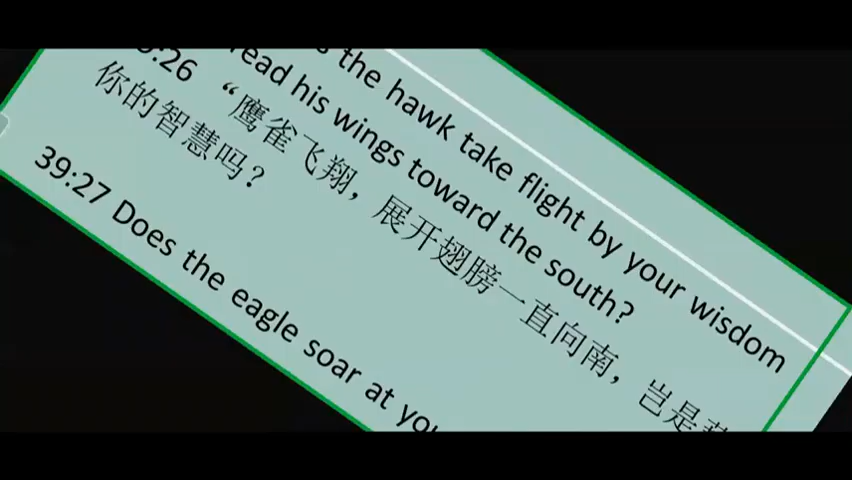 the hawk take flight by your wisdom
his wings toward the south?
“鹰雀飞翔，展开翅膀一直向南，岂是
你的智慧吗？
39:27 Does the eagle soar at